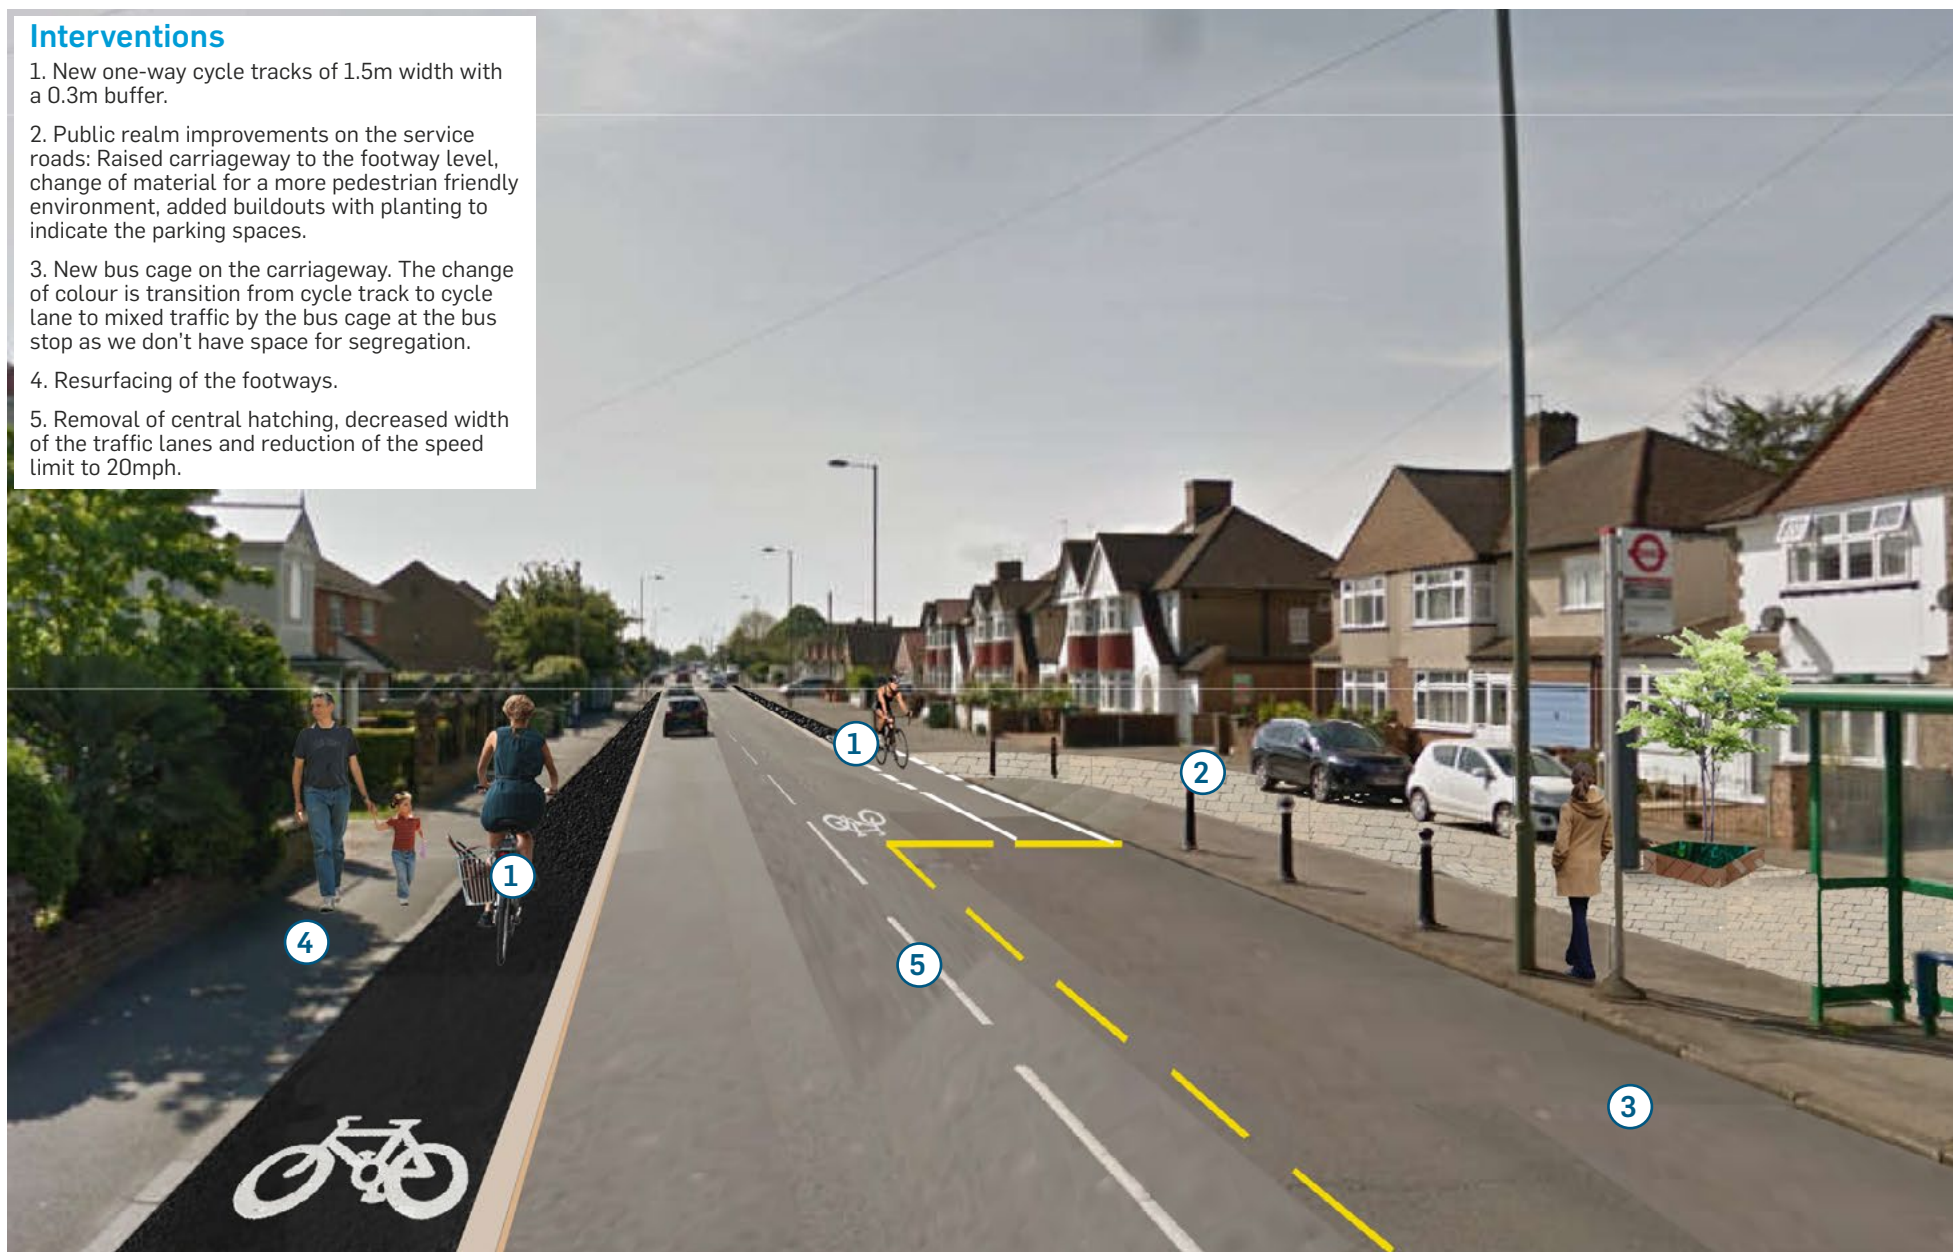 Interventions
1. New one-way cycle tracks of 1.5m width with
a 0.3m buffer.
2. Public realm improvements on the service
roads: Raised carriageway to the footway level,
change of material for a more pedestrian friendly
environment, added buildouts with planting to
indicate the parking spaces.
3. New bus cage on the carriageway. The change
of colour is transition from cycle track to cycle
lane to mixed traffic by the bus cage at the bus
stop as we don't have space for segregation.
4. Resurfacing of the footways.
5. Removal of central hatching, decreased width
of the traffic lanes and reduction of the speed
limit to 20mph.
1
2
1
4
5
3